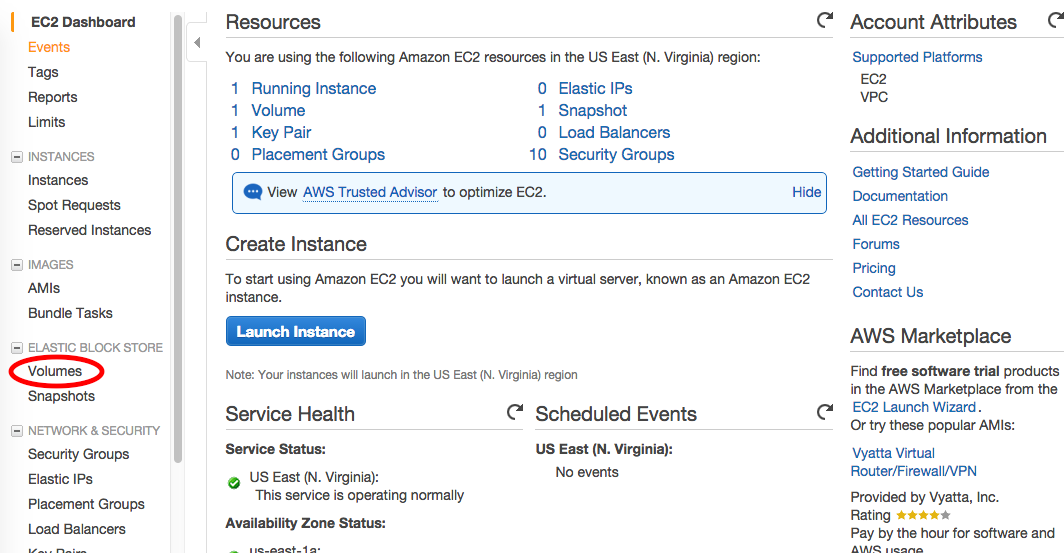 EC2 Dashboard
Events
Tags
Reports
Limits
INSTANCES
Instances
Spot Requests
Reserved Instances
IMAGES
AMIs
Bundle Tasks
ELASTIC BLOCK STORE
Volumes
Snapshots
NETWORK & SECURITY
Security Groups
Elastic IPs
Placement Groups
Load Balancers
Key Pairs
Resources
You are using the following Amazon EC2 resources in the US East (N. Virginia) region:
1 Running Instance
0 Elastic IPs
1 Volume
1 Snapshot
1 Key Pair
0 Load Balancers
0 Placement Groups
10 Security Groups
View AWS Trusted Advisor to optimize EC2.
Hide
Create Instance
To start using Amazon EC2 you will want to launch a virtual server, known as an Amazon EC2
instance.
Launch Instance
Note: Your instances will launch in the US East (N. Virginia) region
Service Health
Service Status:
US East (N. Virginia):
This service is operating normally
Availability Zone Status:
us-east-1a:
Scheduled Events
US East (N. Virginia):
No events
Account Attributes
Supported Platforms
EC2
VPC
Additional Information
Getting Started Guide
Documentation
All EC2 Resources
Forums
Pricing
Contact Us
AWS Marketplace
Find free software trial products
in the AWS Marketplace from the
EC2 Launch Wizard.
Or try these popular AMIs:
Vyatta Virtual
Router/Firewall/VPN
Provided by Vyatta, Inc.
Rating
Pay by the hour for software and
AWS usage